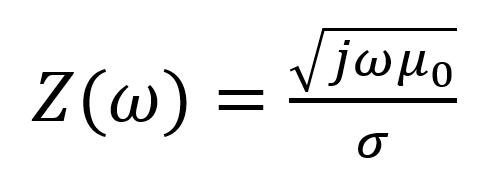 Z(ω) = √jωμ₀ / σ